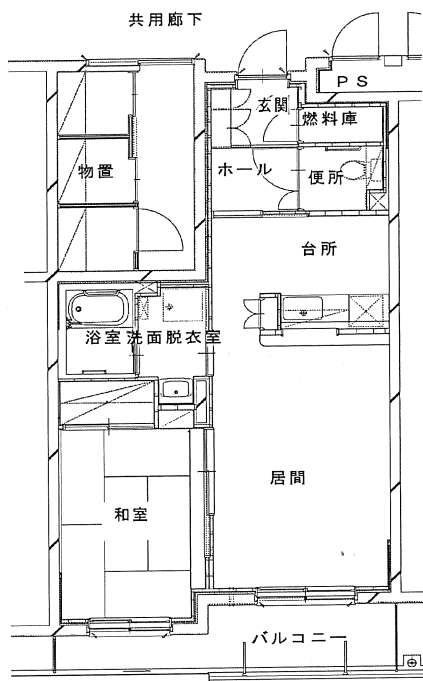 共用廊下
PS
玄関
燃料庫
物置
ホール
便所
台所
浴室
洗面脱衣室
居間
和室
バルコニー